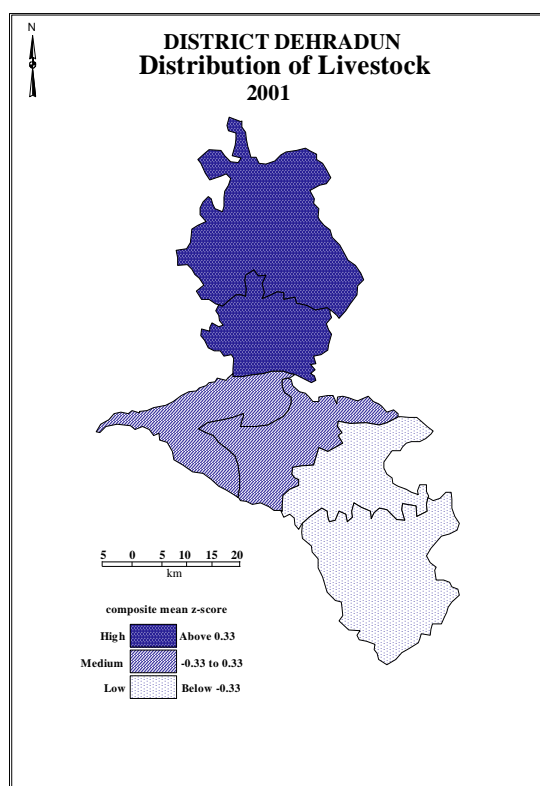 N
DISTRICT DEHRADUN
Distribution of Livestock
2001
5 0 8 10 15 20
km
composite mean z-score
High Above 0.33
Medium -0.33 to 0.33
Low Below -0.33